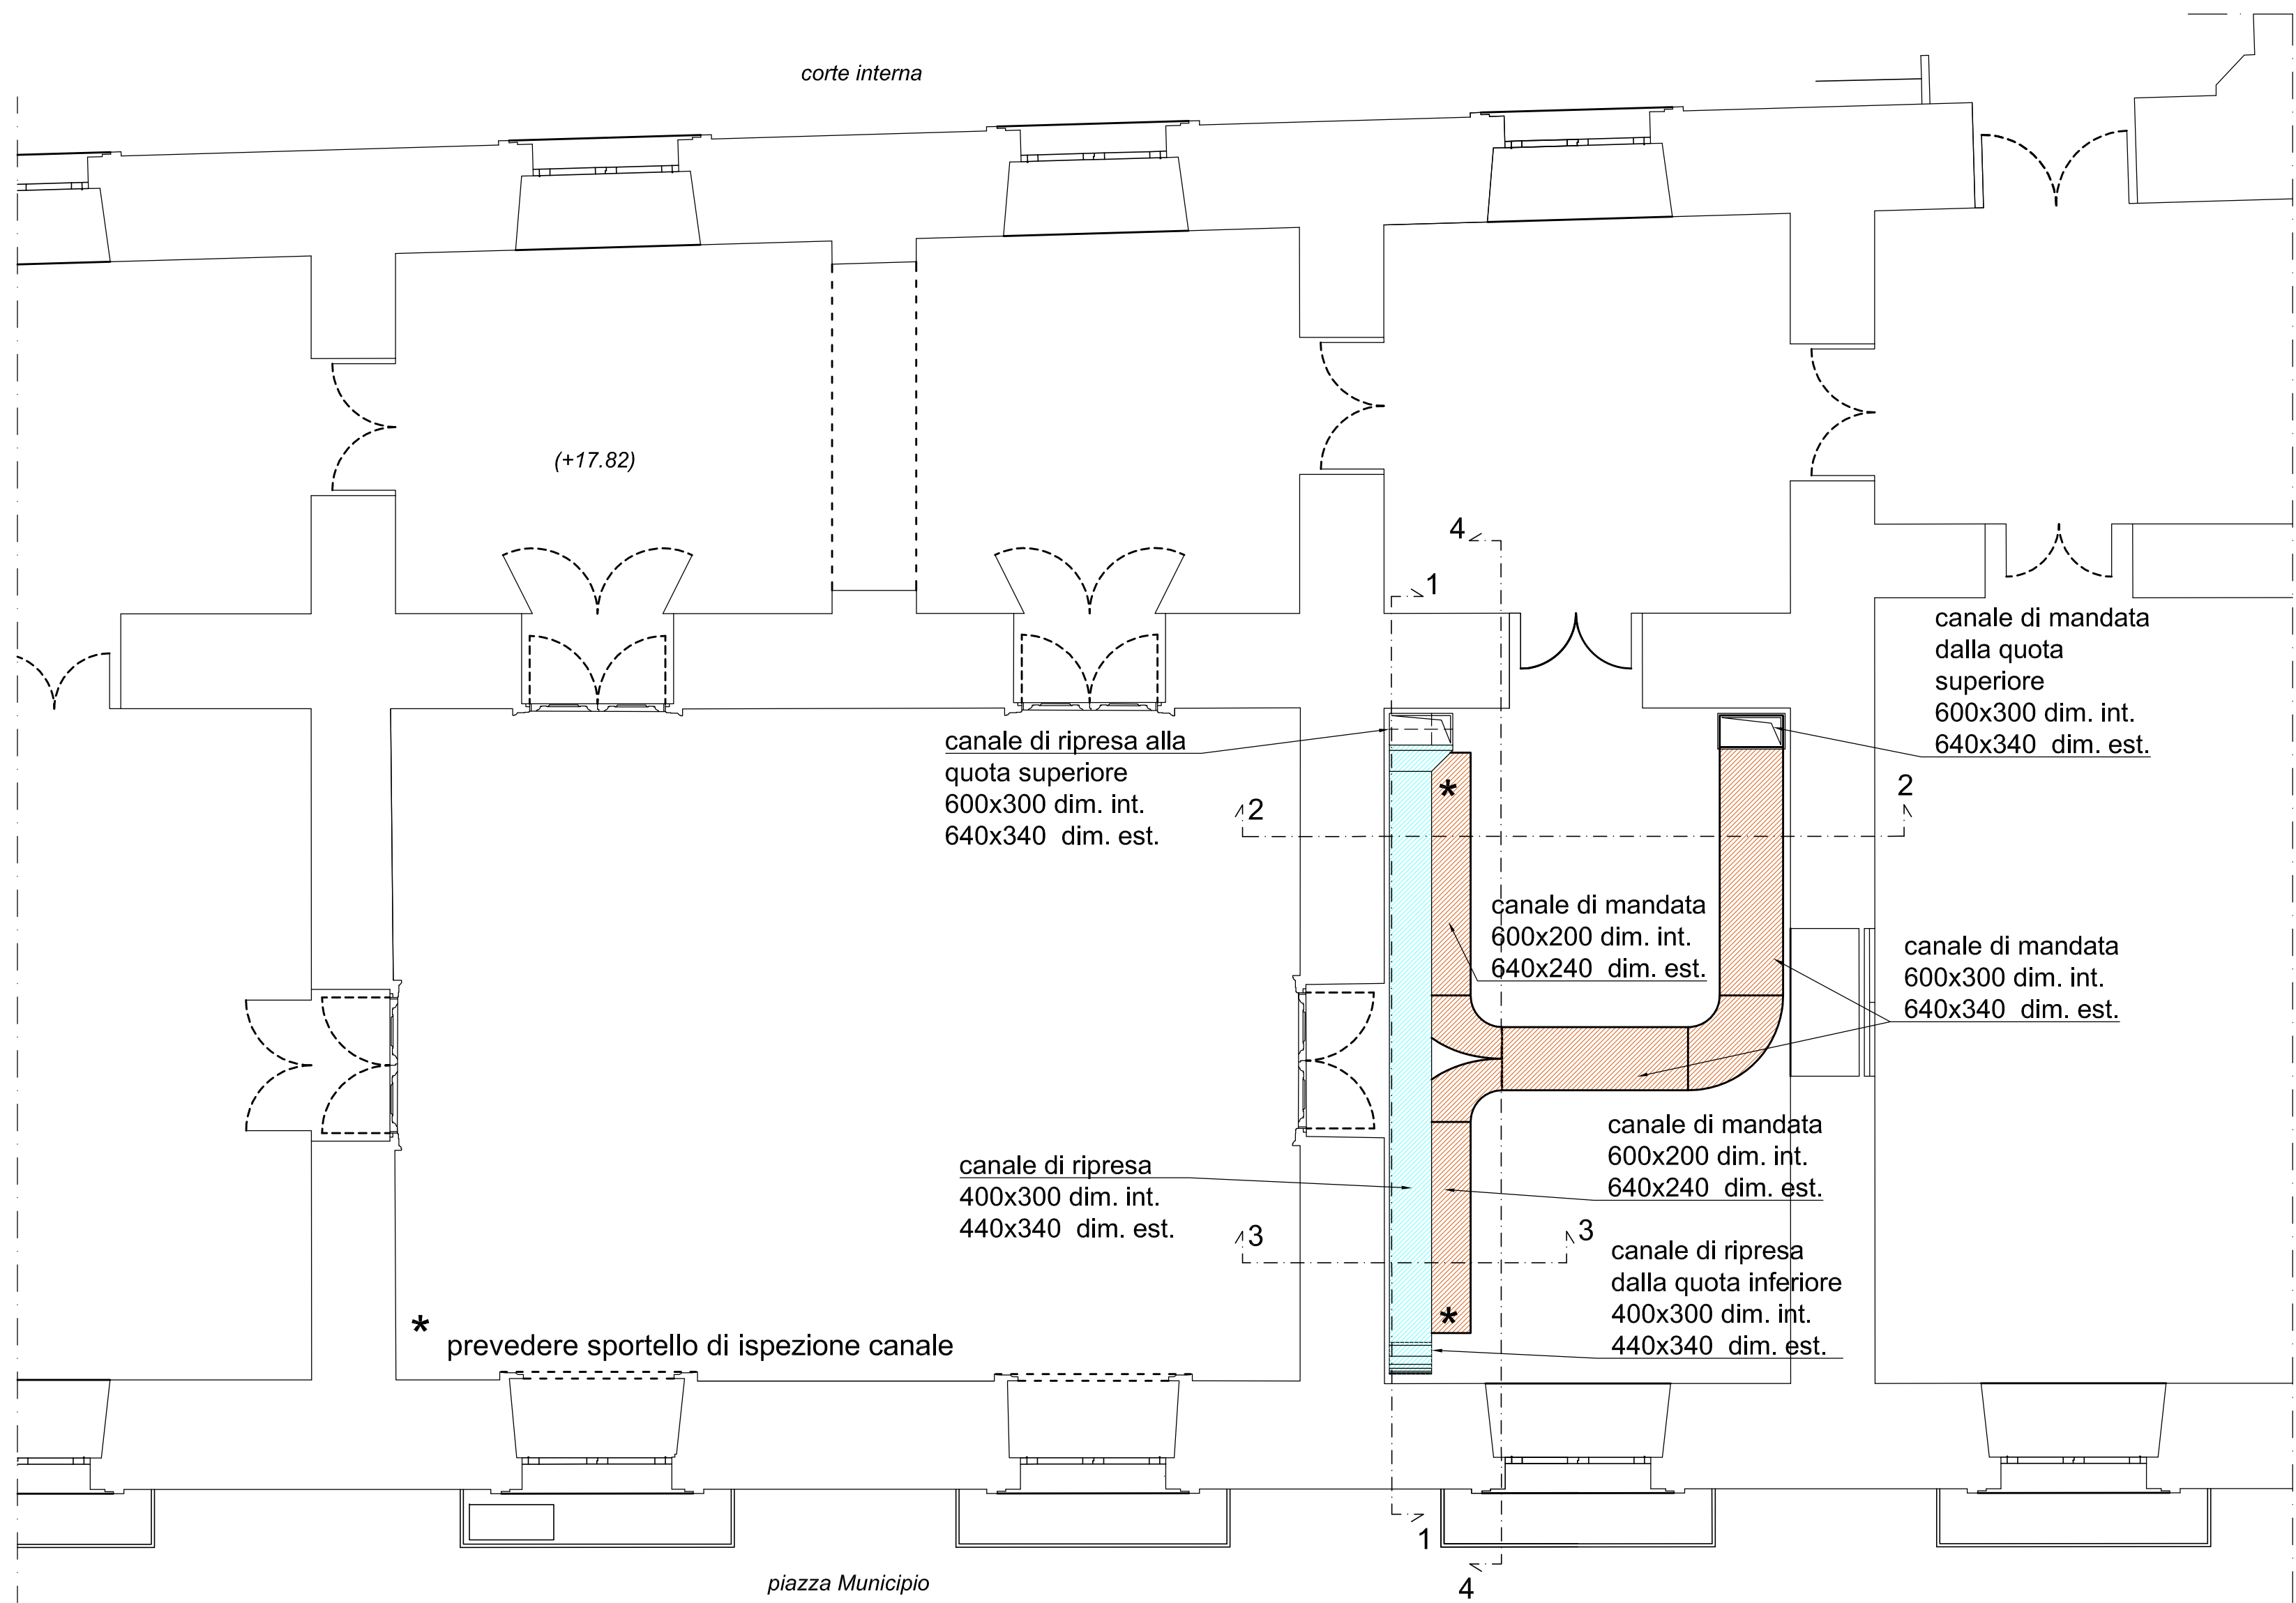 corte interna
(+17.82)
4
1
canale di mandata
dalla quota
superiore
600x300 dim. int.
640x340 dim. est.
canale di ripresa alla
quota superiore
600x300 dim. int.
640x340 dim. est.
*
2
2
canale di mandata
600x200 dim. int.
640x240 dim. est.
canale di mandata
600x300 dim. int.
640x340 dim. est.
canale di mandata
600x200 dim. int.
640x240 dim. est.
canale di ripresa
400x300 dim. int.
440x340 dim. est.
3
3
canale di ripresa
dalla quota inferiore
400x300 dim. int.
440x340 dim. est.
*
* prevedere sportello di ispezione canale
1
4
piazza Municipio